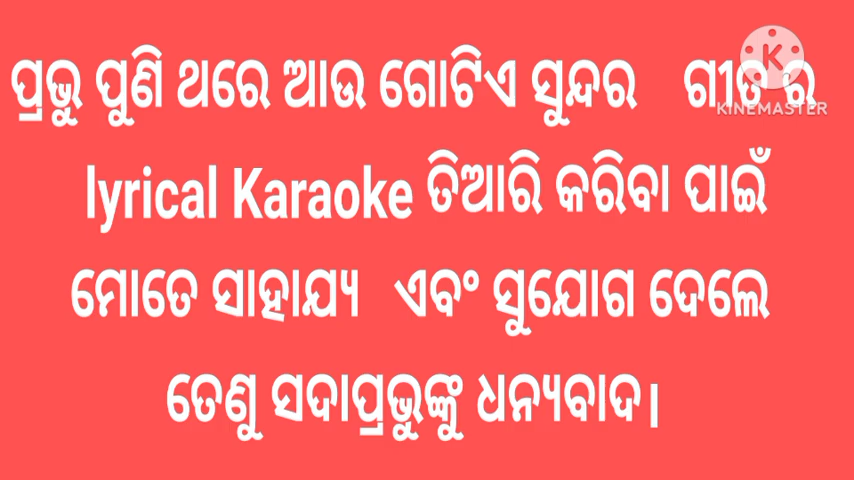 ପ୍ରଭୁ ପୁଣି ଥରେ ଆଉ ଗୋଟିଏ ସୁନ୍ଦର ଗୀତ ର
KINEMASTER
lyrical Karaoke ତିଆରି କରିବା ପାଇଁ
ମୋତେ ସାହାଯ୍ୟ ଏବଂ ସୁଯୋଗ ଦେଲେ
ତେଣୁ ସଦାପ୍ରଭୁଙ୍କୁ ଧନ୍ୟବାଦ।